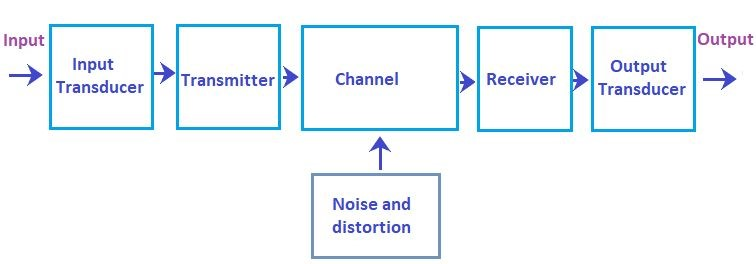 Input
Input
Transducer
Transmitter
Channel
Receiver
Output
Transducer
Output
Noise and
distortion